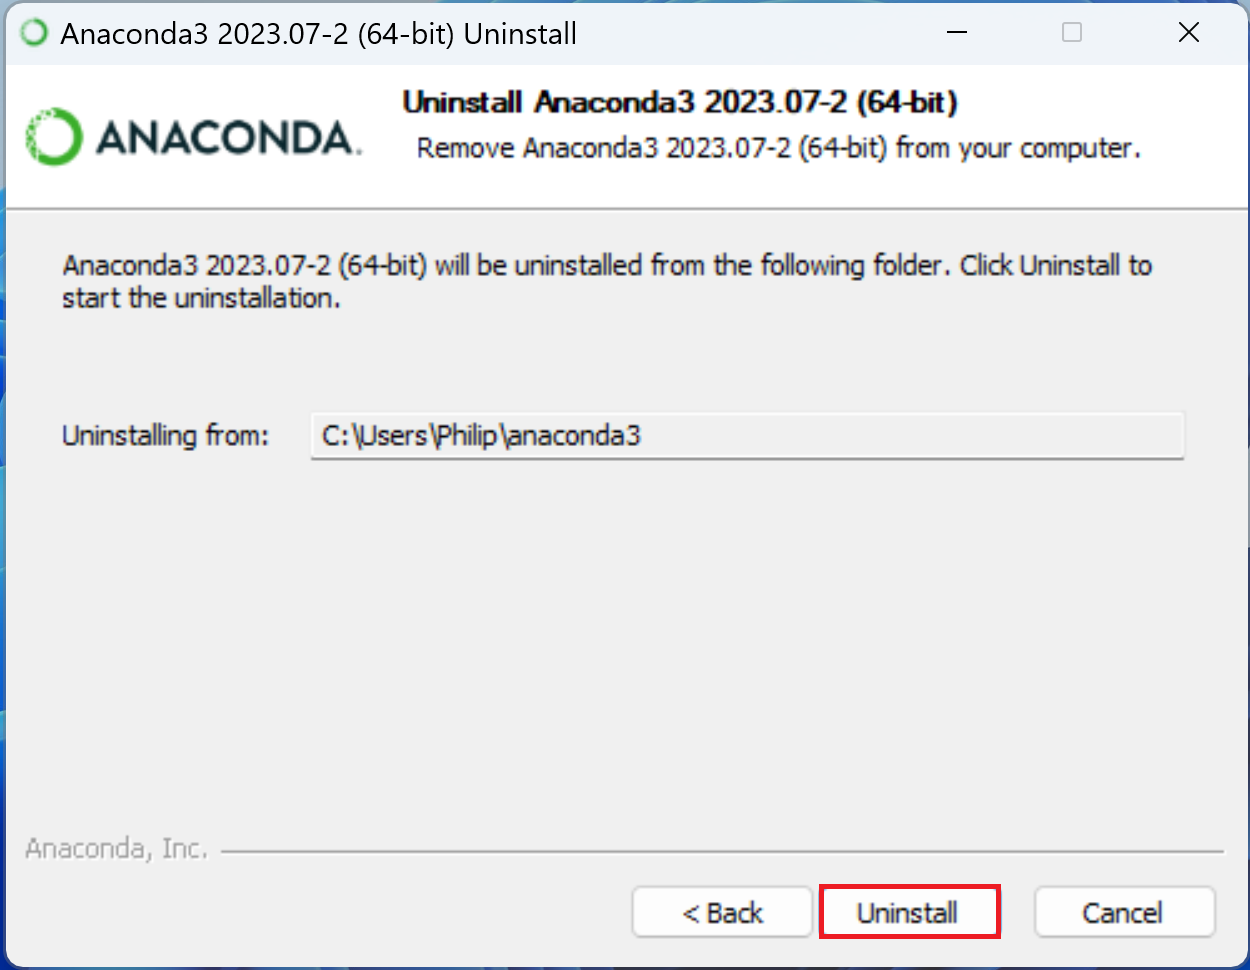 Anaconda3 2023.07-2 (64-bit) Uninstall
ANACONDA.
Uninstall Anaconda3 2023.07-2 (64-bit)
Remove Anaconda3 2023.07-2 (64-bit) from your computer.
Anaconda3 2023.07-2 (64-bit) will be uninstalled from the following folder. Click Uninstall to
start the uninstallation.
Uninstalling from: C:\Users\Philip\anaconda3
Anaconda, Inc.
< Back Uninstall Cancel